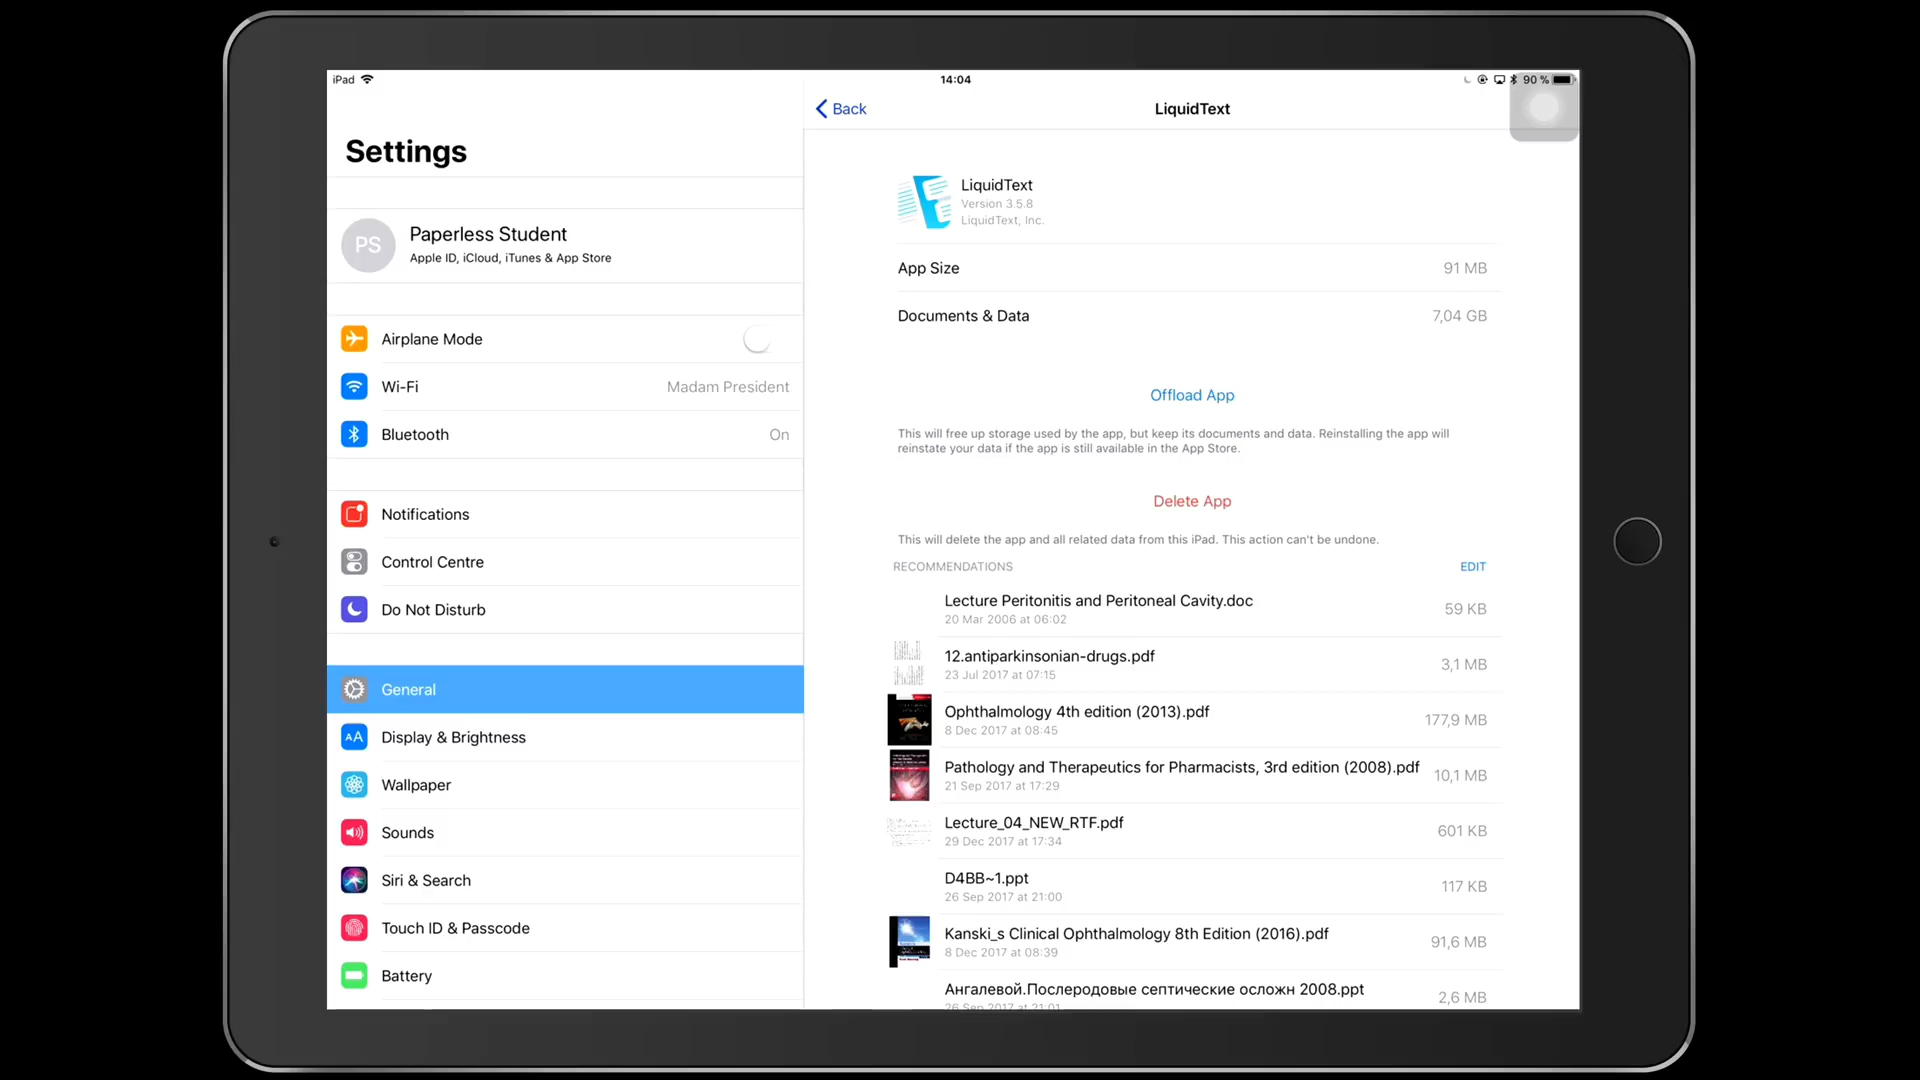 iPad
14:04
90 %
Settings
PS
Paperless Student
Apple ID, iCloud, iTunes & App Store
Airplane Mode
Wi-Fi
Madam President
Bluetooth
On
Notifications
Control Centre
Do Not Disturb
General
AA
Display & Brightness
Wallpaper
Sounds
Siri & Search
Touch ID & Passcode
Battery
Back
LiquidText
LiquidText
Version 3.5.8
LiquidText, Inc.
App Size
91 MB
Documents & Data
7,04 GB
Offload App
This will free up storage used by the app, but keep its documents and data. Reinstalling the app will
reinstate your data if the app is still available in the App Store.
Delete App
This will delete the app and all related data from this iPad. This action can't be undone.
RECOMMENDATIONS
EDIT
Lecture Peritonitis and Peritoneal Cavity.doc
20 Mar 2006 at 06:02
59 KB
12.antiparkinsonian-drugs.pdf
23 Jul 2017 at 07:15
3,1 MB
Ophthalmology 4th edition (2013).pdf
8 Dec 2017 at 08:45
177,9 MB
Pathology and Therapeutics for Pharmacists, 3rd edition (2008).pdf
21 Sep 2017 at 17:29
10,1 MB
Lecture_04_NEW_RTF.pdf
29 Dec 2017 at 17:34
601 KB
D4BB~1.ppt
26 Sep 2017 at 21:00
117 KB
Kanski_s Clinical Ophthalmology 8th Edition (2016).pdf
8 Dec 2017 at 08:39
91,6 MB
Ангалевой.Послеродовые септические осложн 2008.ppt
26 Sep 2017 at 21:01
2,6 MB